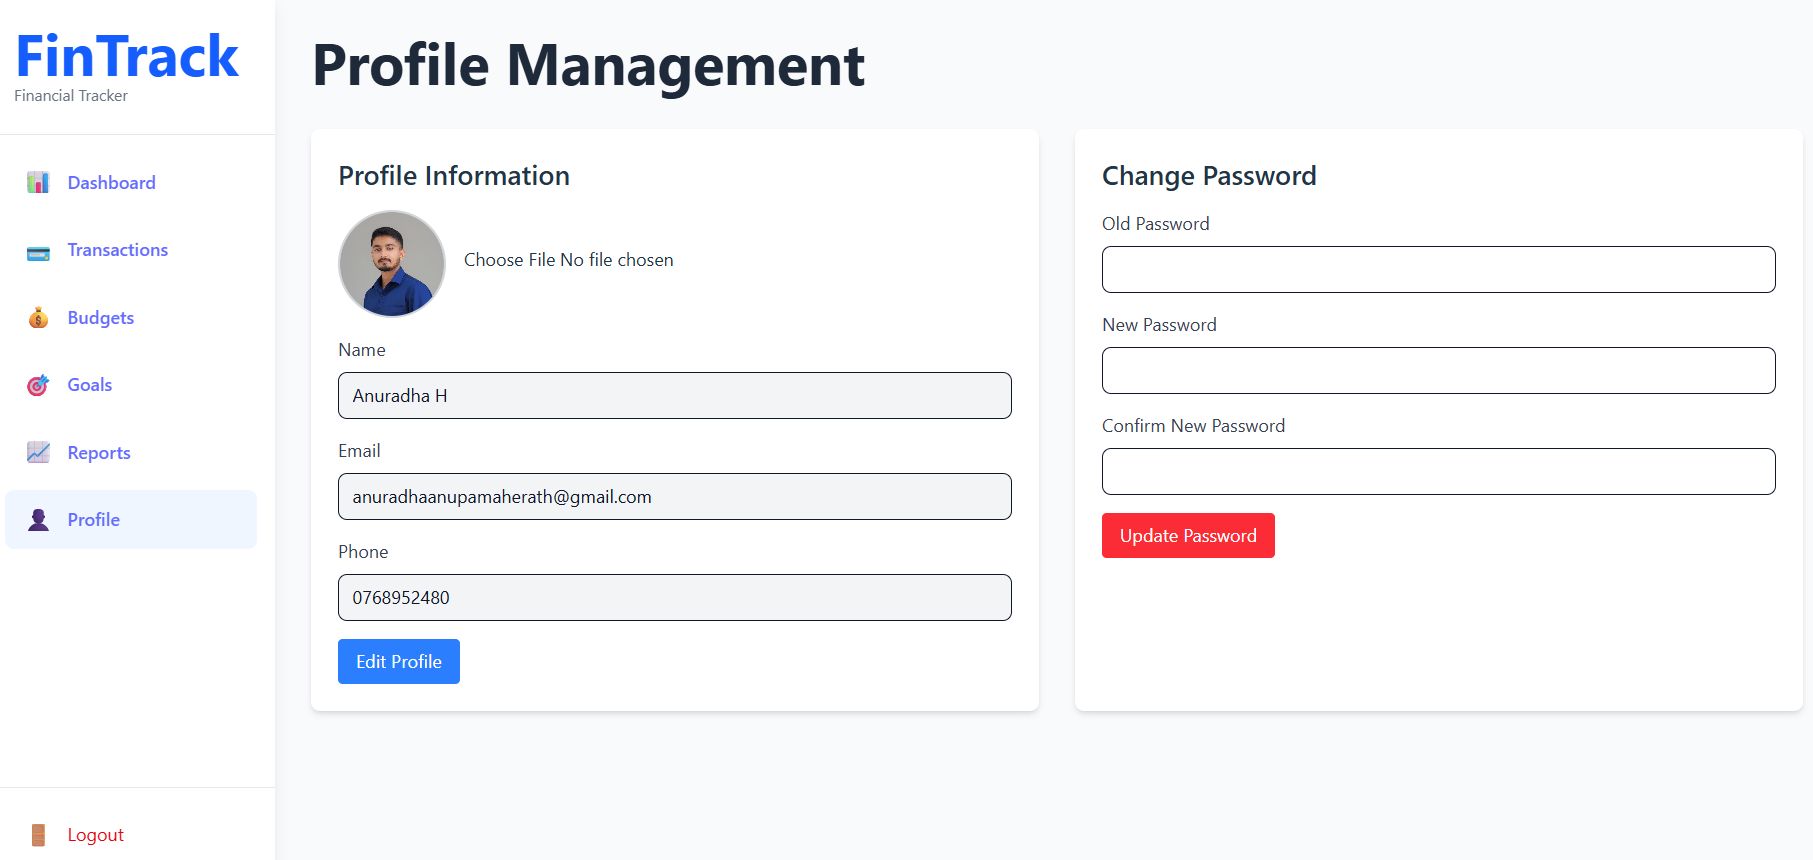 FinTrack
Financial Tracker
Dashboard
Transactions
Budgets
Goals
Reports
Profile
Logout
Profile Management
Profile Information
Choose File No file chosen
Name
Anuradha H
Email
anuradhaanupamaherath@gmail.com
Phone
0768952480
Edit Profile
Change Password
Old Password
New Password
Confirm New Password
Update Password